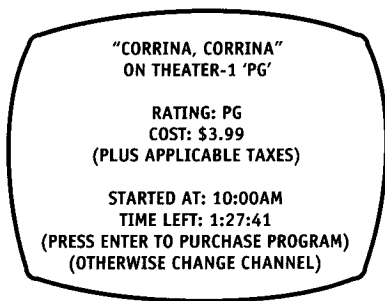 “CORRINA, CORRINA”
ON THEATER-1 ‘PG’
RATING: PG
COST: $3.99
(PLUS APPLICABLE TAXES)
STARTED AT: 10:00AM
TIME LEFT: 1:27:41
(PRESS ENTER TO PURCHASE PROGRAM)
(OTHERWISE CHANGE CHANNEL)